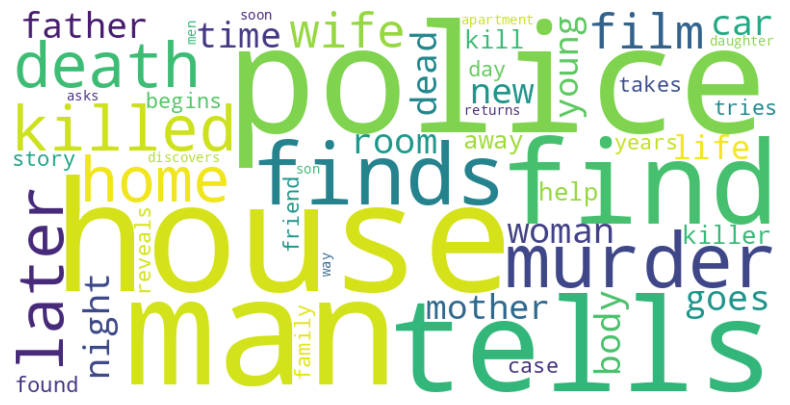 father
time
wife
soon
men
apartment
film
car
daughter
death
police
dead
kill
young
day
new
takes
tries
asks
begins
returns
killed
room
away
years
life
story
discovers
home
finds
find
son
help
later
house
friend
woman
killer
reveals
murder
way
night
man
tells
mother
goes
family
body
case
found